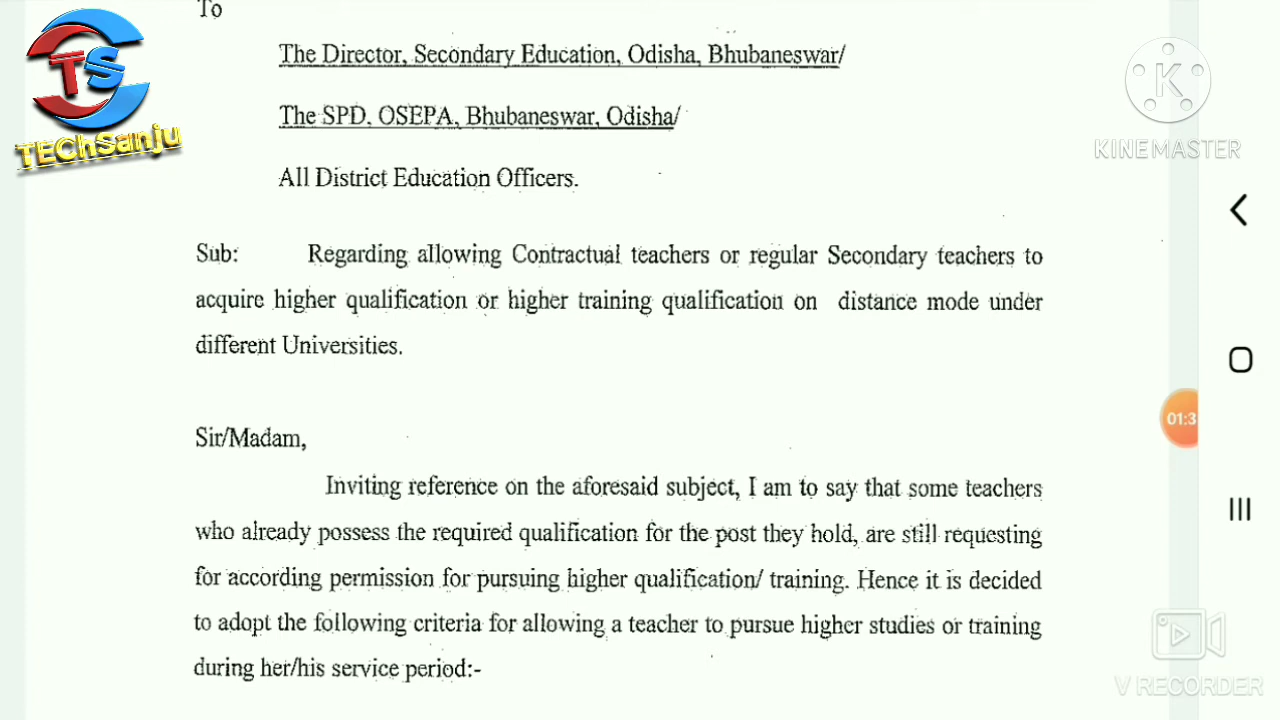 To
The Director, Secondary Education, Odisha, Bhubaneswar/
The SPD, OSEPA, Bhubaneswar, Odisha/
All District Education Officers.
Sub: Regarding allowing Contractual teachers or regular Secondary teachers to
acquire higher qualification or higher training qualification on distance mode under
different Universities.
Sir/Madam,
Inviting reference on the aforesaid subject, I am to say that some teachers
who already possess the required qualification for the post they hold, are still requesting
for according permission for pursuing higher qualification/ training. Hence it is decided
to adopt the following criteria for allowing a teacher to pursue higher studies or training
during her/his service period:-
TS
TEChSanju
K
KINEMASTER
01:3
V RECORDER